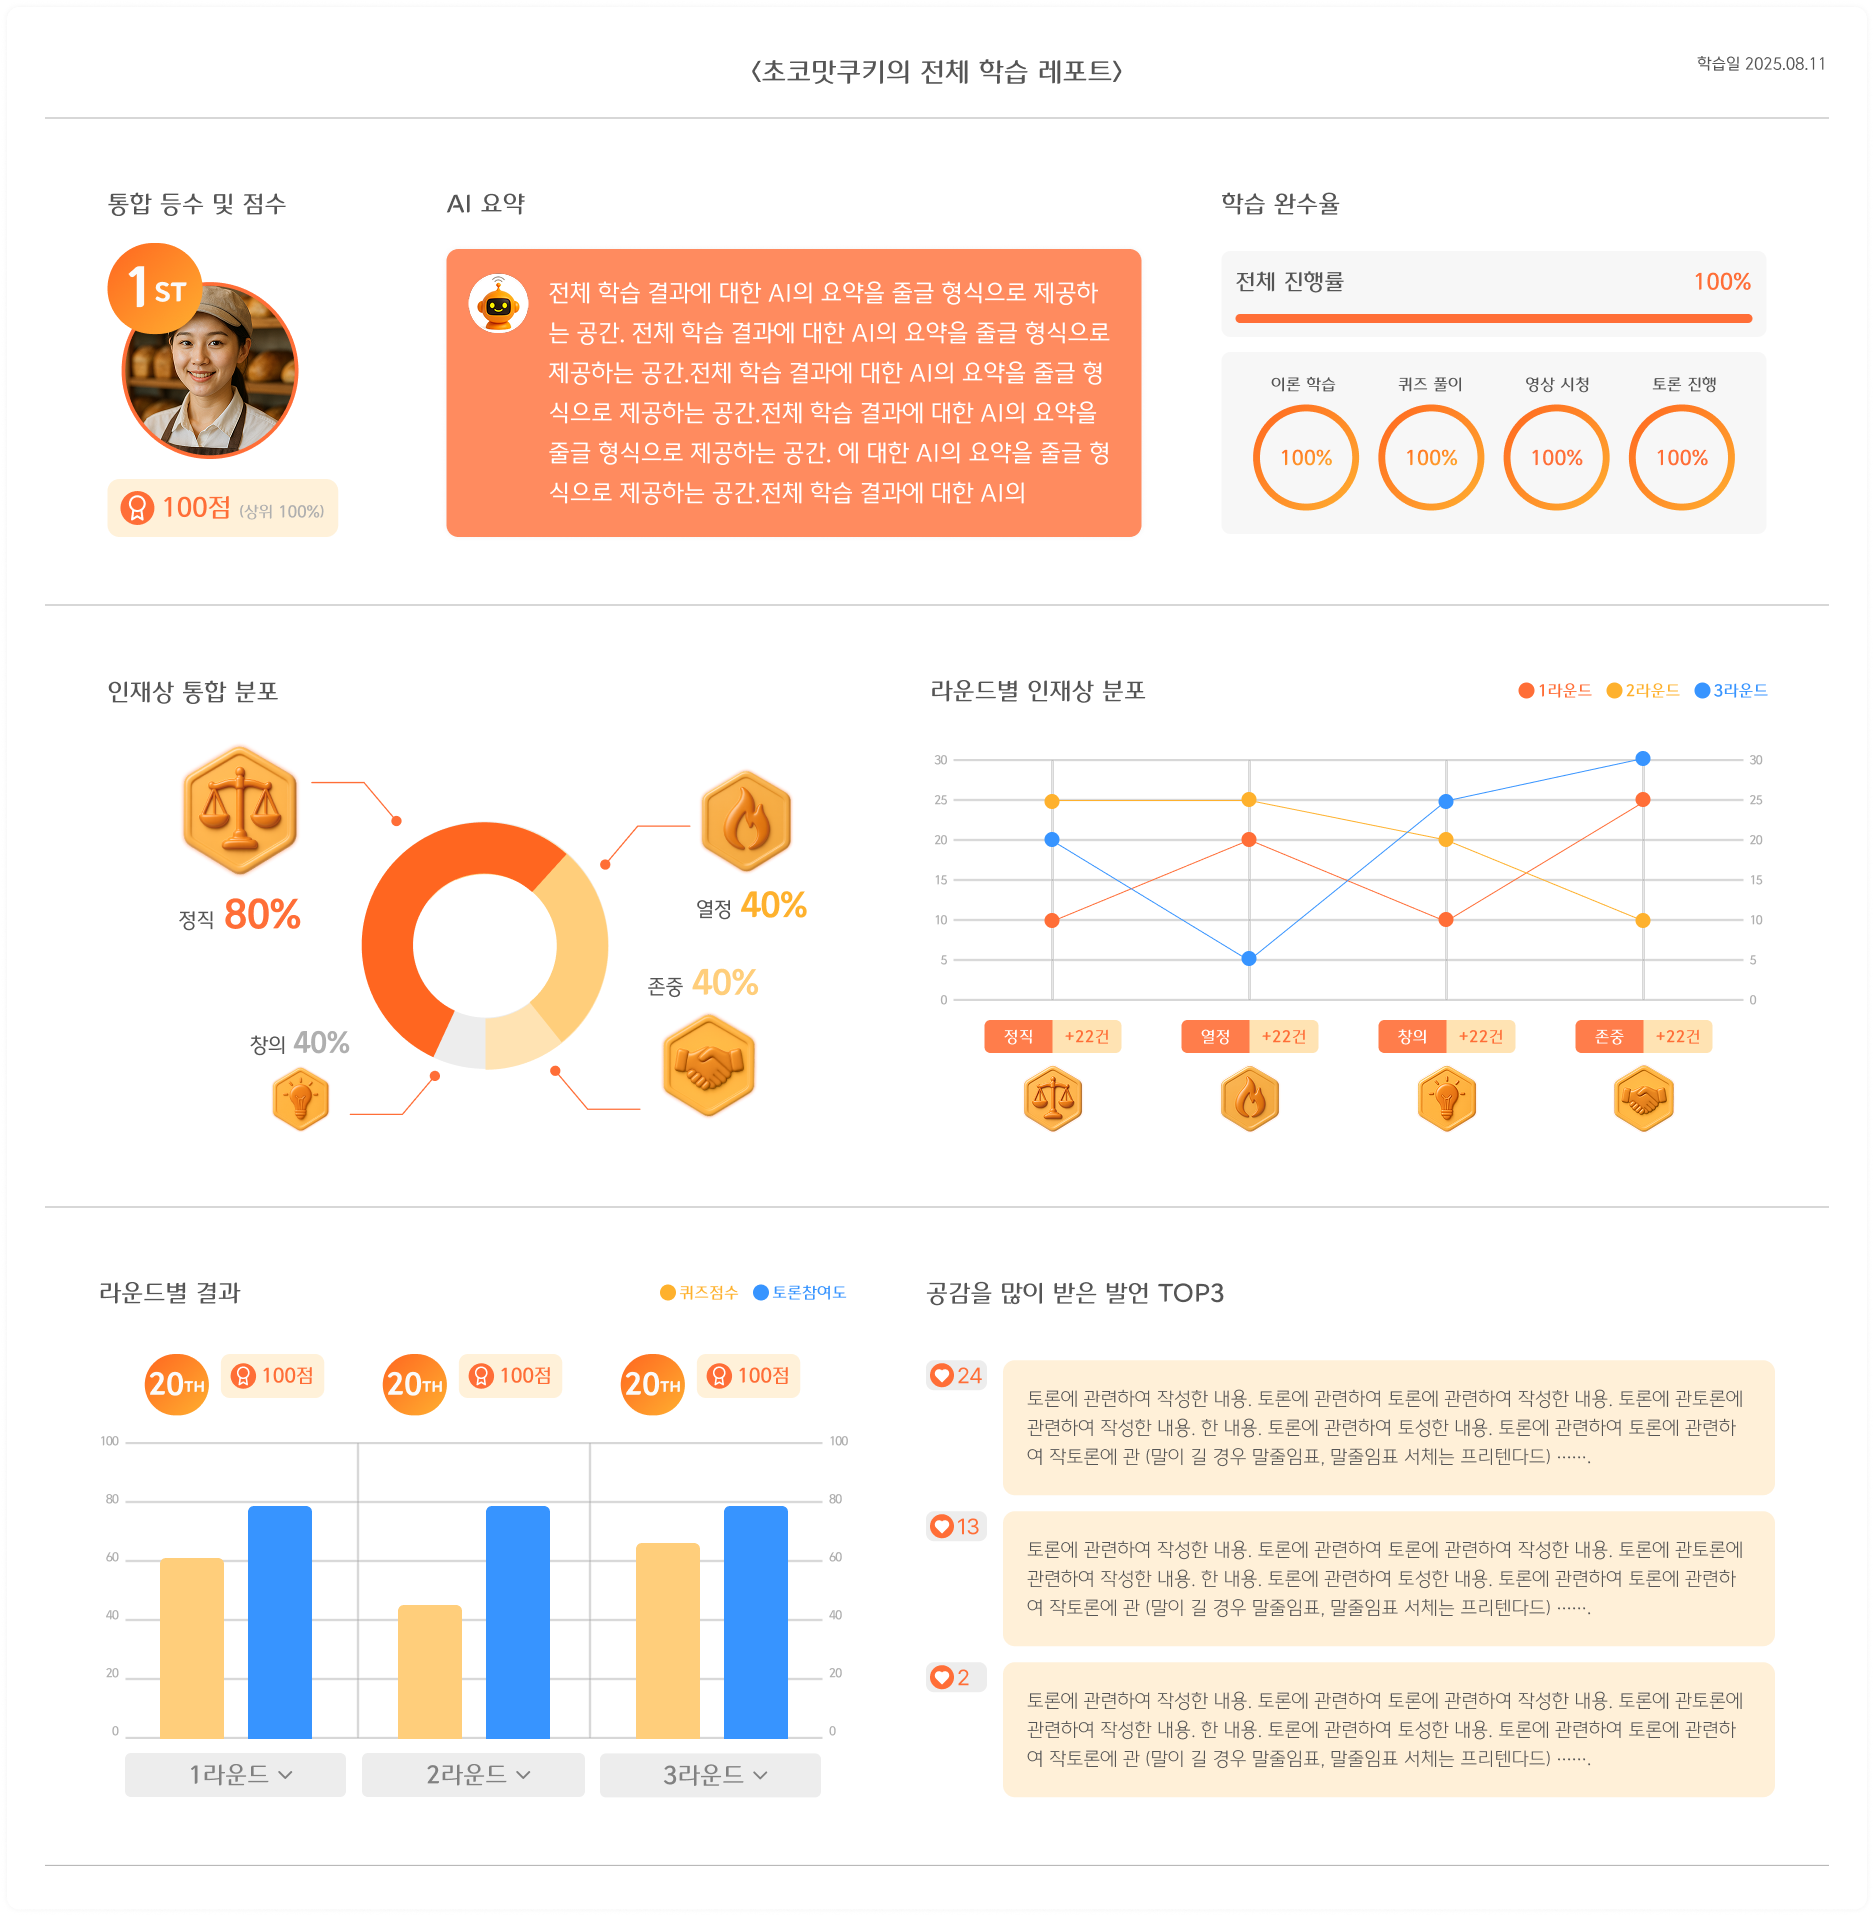 <초코맛쿠키의 전체 학습 레포트>
학습일 2025.08.11
통합 등수 및 점수
1ST
100점 (상위 100%)
AI 요약
전체 학습 결과에 대한 AI의 요약을 줄글 형식으로 제공하
는 공간. 전체 학습 결과에 대한 AI의 요약을 줄글 형식으로
제공하는 공간.전체 학습 결과에 대한 AI의 요약을 줄글 형
식으로 제공하는 공간.전체 학습 결과에 대한 AI의 요약을
줄글 형식으로 제공하는 공간. 에 대한 AI의 요약을 줄글 형
식으로 제공하는 공간.전체 학습 결과에 대한 AI의
학습 완수율
전체 진행률 100%
이론 학습 퀴즈 풀이 영상 시청 토론 진행
100% 100% 100% 100%
인재상 통합 분포
정직 80%
열정 40%
존중 40%
창의 40%
라운드별 인재상 분포
1라운드 2라운드 3라운드
30 30
25 25
20 20
15 15
10 10
5 5
0 0
정직 +22건 열정 +22건 창의 +22건 존중 +22건
라운드별 결과
퀴즈점수 토론참여도
20TH 100점 20TH 100점 20TH 100점
100 100
80 80
60 60
40 40
20 20
0 0
1라운드 2라운드 3라운드
공감을 많이 받은 발언 TOP3
24
토론에 관련하여 작성한 내용. 토론에 관련하여 토론에 관련하여 작성한 내용. 토론에 관토론에
관련하여 작성한 내용. 한 내용. 토론에 관련하여 토성한 내용. 토론에 관련하여 토론에 관련하
여 작토론에 관 (말이 길 경우 말줄임표, 말줄임표 서체는 프리텐다드) …….
13
토론에 관련하여 작성한 내용. 토론에 관련하여 토론에 관련하여 작성한 내용. 토론에 관토론에
관련하여 작성한 내용. 한 내용. 토론에 관련하여 토성한 내용. 토론에 관련하여 토론에 관련하
여 작토론에 관 (말이 길 경우 말줄임표, 말줄임표 서체는 프리텐다드) …….
2
토론에 관련하여 작성한 내용. 토론에 관련하여 토론에 관련하여 작성한 내용. 토론에 관토론에
관련하여 작성한 내용. 한 내용. 토론에 관련하여 토성한 내용. 토론에 관련하여 토론에 관련하
여 작토론에 관 (말이 길 경우 말줄임표, 말줄임표 서체는 프리텐다드) …….